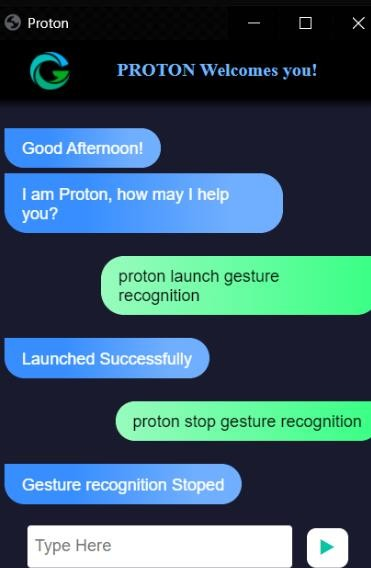 Proton
PROTON Welcomes you!
Good Afternoon!
I am Proton, how may I help
you?
proton launch gesture
recognition
Launched Successfully
proton stop gesture recognition
Gesture recognition Stoped
Type Here